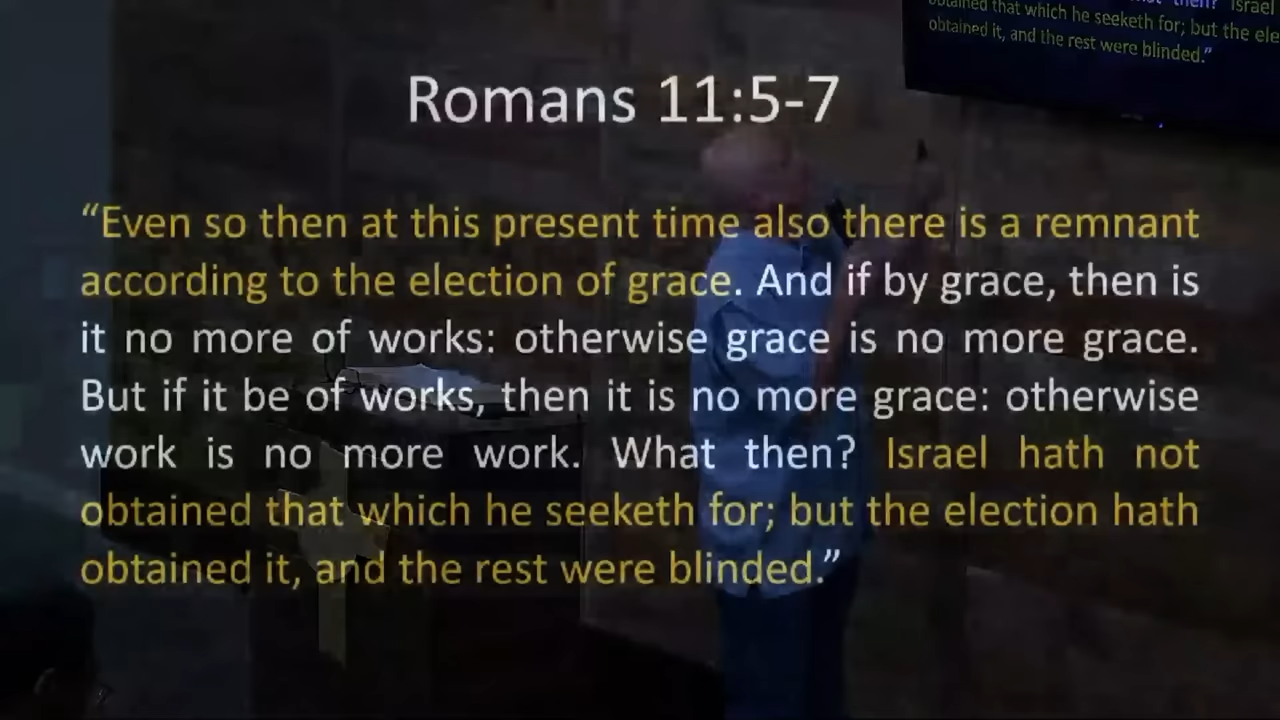 then? Israel
obtained that which he seeketh for; but the ele
obtained it, and the rest were blinded.”
Romans 11:5-7
“Even so then at this present time also there is a remnant
according to the election of grace. And if by grace, then is
it no more of works: otherwise grace is no more grace.
But if it be of works, then it is no more grace: otherwise
work is no more work. What then? Israel hath not
obtained that which he seeketh for; but the election hath
obtained it, and the rest were blinded.”